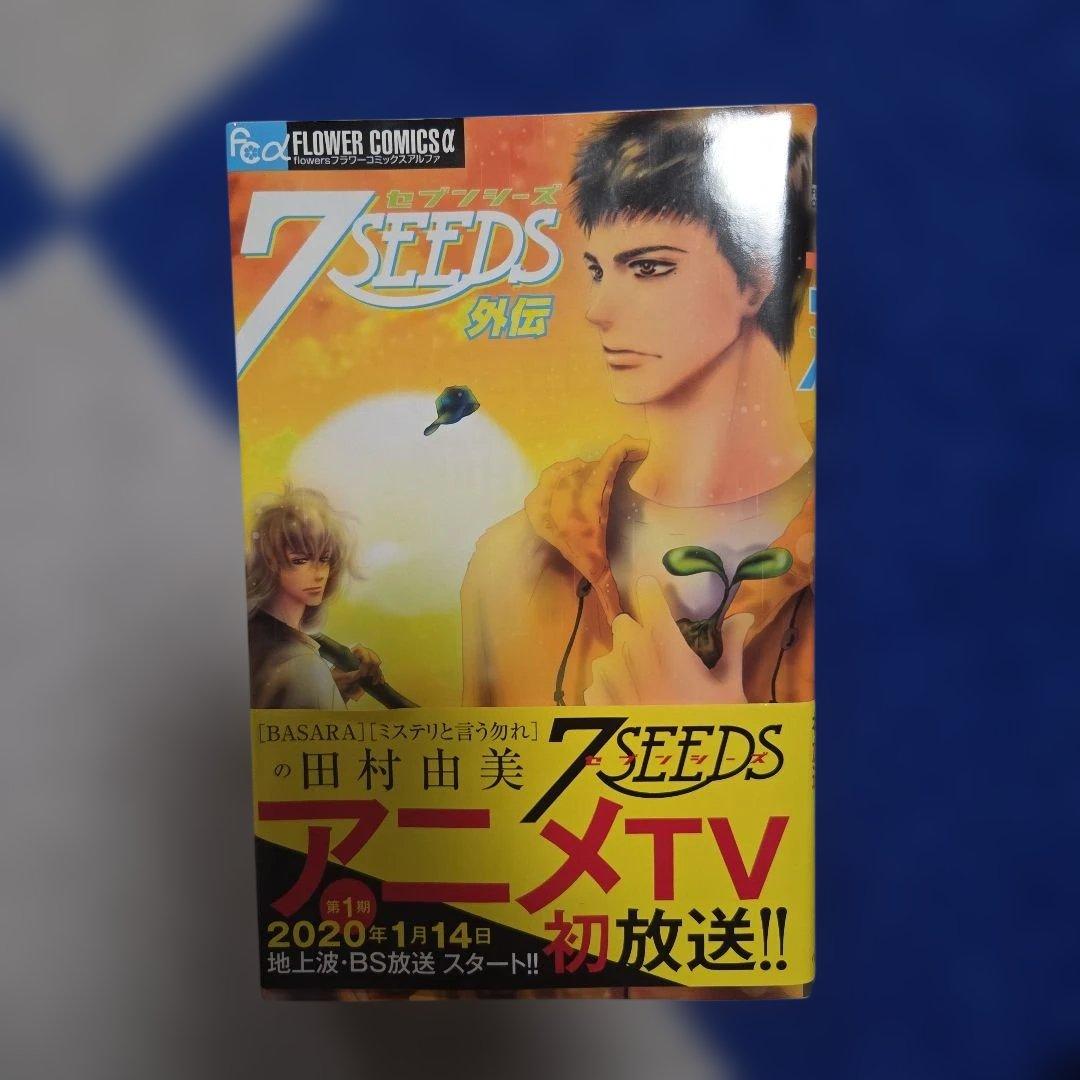 FCα FLOWER COMICSα
flowersフラワーコミックスアルファ
セブンシーズ
7SEEDS
外伝
[BASARA][ミステリと言う勿れ]
の田村由美
7SEEDS
セブンシーズ
アニメTV
第1期
初放送!!
2020年1月14日
地上波・BS放送 スタート!!